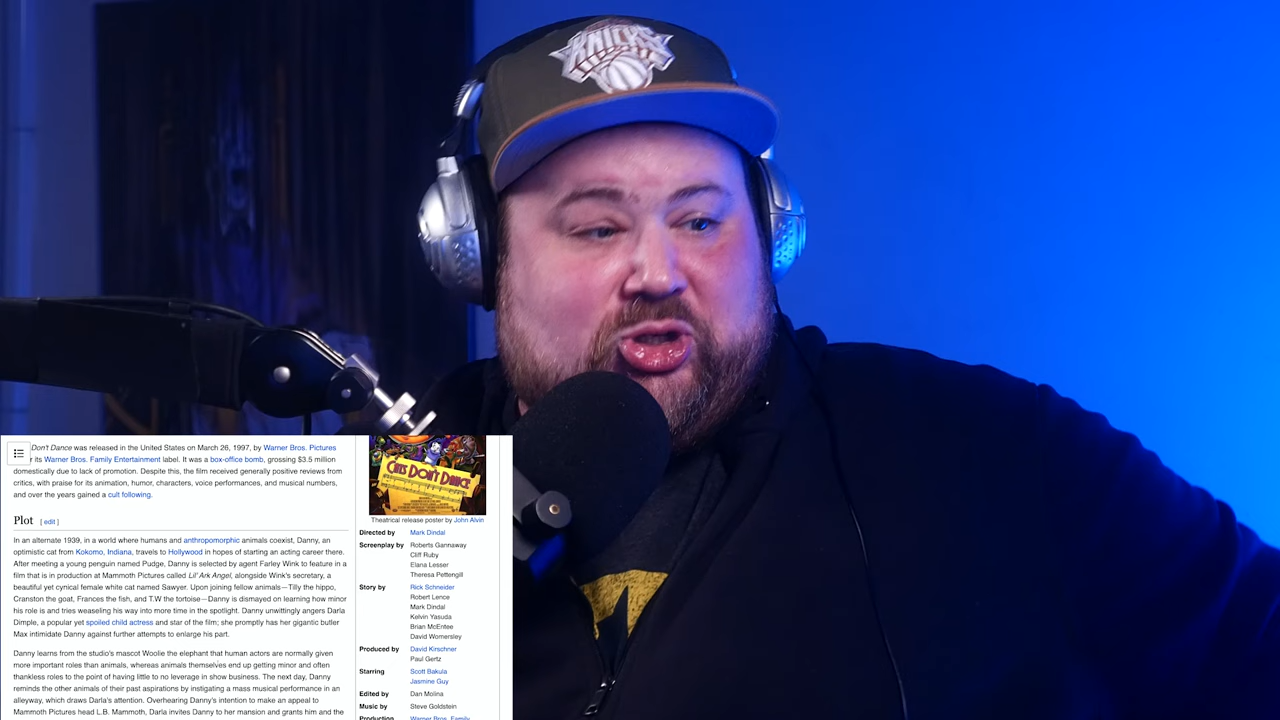 KNICKS
Don't Dance was released in the United States on March 26, 1997, by Warner Bros. Pictures
its Warner Bros. Family Entertainment label. It was a box-office bomb, grossing $3.5 million
domestically due to lack of promotion. Despite this, the film received generally positive reviews from
critics, with praise for its animation, humor, characters, voice performances, and musical numbers,
and over the years gained a cult following.
Plot [ edit ]
In an alternate 1939, in a world where humans and anthropomorphic animals coexist, Danny, an
optimistic cat from Kokomo, Indiana, travels to Hollywood in hopes of starting an acting career there.
After meeting a young penguin named Pudge, Danny is selected by agent Farley Wink to feature in a
film that is in production at Mammoth Pictures called Lil' Ark Angel, alongside Wink's secretary, a
beautiful yet cynical female white cat named Sawyer. Upon joining fellow animals—Tilly the hippo,
Cranston the goat, Frances the fish, and T.W the tortoise—Danny is dismayed on learning how minor
his role is and tries weaseling his way into more time in the spotlight. Danny unwittingly angers Darla
Dimple, a popular yet spoiled child actress and star of the film; she promptly has her gigantic butler
Max intimidate Danny against further attempts to enlarge his part.
Danny learns from the studio's mascot Woolie the elephant that human actors are normally given
more important roles than animals, whereas animals themselves end up getting minor and often
thankless roles to the point of having little to no leverage in show business. The next day, Danny
reminds the other animals of their past aspirations by instigating a mass musical performance in an
alleyway, which draws Darla's attention. Overhearing Danny's intention to make an appeal to
Mammoth Pictures head L.B. Mammoth, Darla invites Danny to her mansion and grants him and the
CATS DON'T DANCE
Theatrical release poster by John Alvin
Directed by Mark Dindal
Screenplay by Roberts Gannaway
Cliff Ruby
Elana Lesser
Theresa Pettengill
Story by Rick Schneider
Robert Lence
Mark Dindal
Kelvin Yasuda
Brian McEntee
David Womersley
Produced by David Kirschner
Paul Gertz
Starring Scott Bakula
Jasmine Guy
Edited by Dan Molina
Music by Steve Goldstein
Production Warner Bros. Family